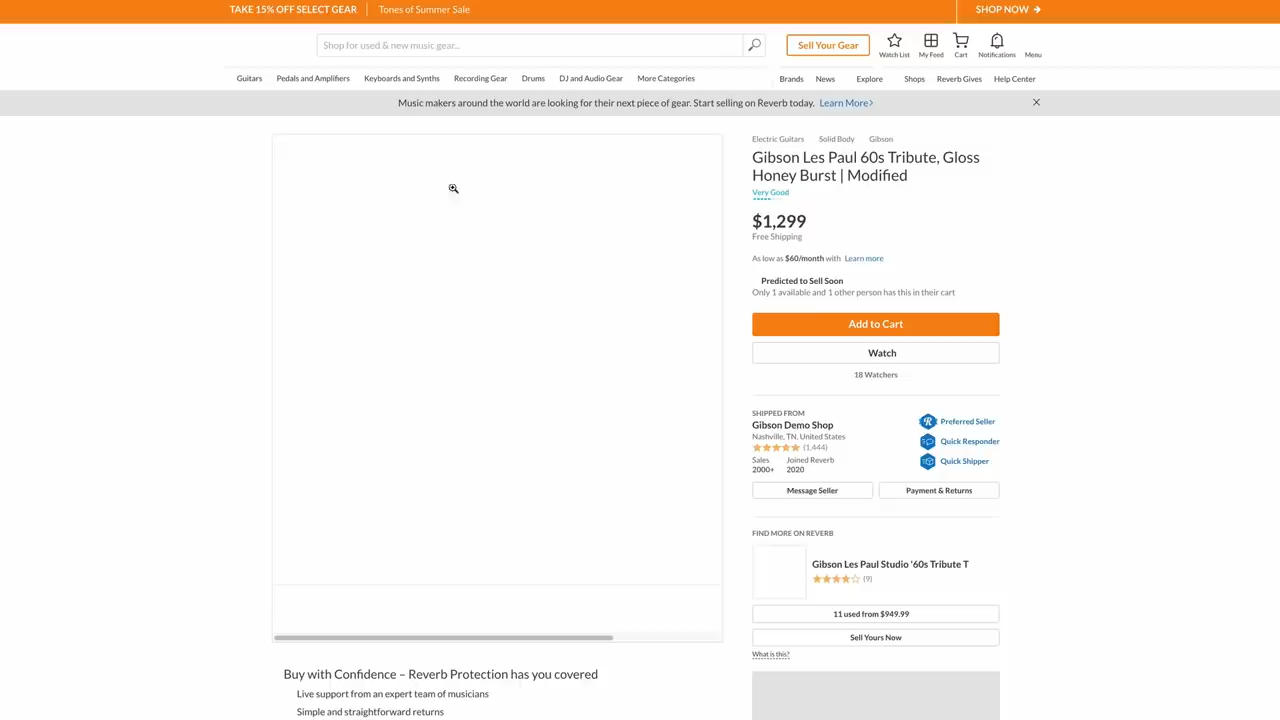 TAKE 15% OFF SELECT GEAR
Tones of Summer Sale
SHOP NOW →
Shop for used & new music gear...
Sell Your Gear
Watch List
My Feed
Cart
Notifications
Menu
Guitars
Pedals and Amplifiers
Keyboards and Synths
Recording Gear
Drums
DJ and Audio Gear
More Categories
Brands
News
Explore
Shops
Reverb Gives
Help Center
Music makers around the world are looking for their next piece of gear. Start selling on Reverb today. Learn More>
Electric Guitars
Solid Body
Gibson
Gibson Les Paul 60s Tribute, Gloss
Honey Burst | Modified
Very Good
$1,299
Free Shipping
As low as $60/month with Learn more
Predicted to Sell Soon
Only 1 available and 1 other person has this in their cart
Add to Cart
Watch
18 Watchers
SHIPPED FROM
Gibson Demo Shop
Nashville, TN, United States
(1,444)
Sales
Joined Reverb
2000+
2020
Preferred Seller
Quick Responder
Quick Shipper
Message Seller
Payment & Returns
FIND MORE ON REVERB
Gibson Les Paul Studio '60s Tribute T
(9)
11 used from $949.99
Sell Yours Now
What is this?
Buy with Confidence – Reverb Protection has you covered
Live support from an expert team of musicians
Simple and straightforward returns